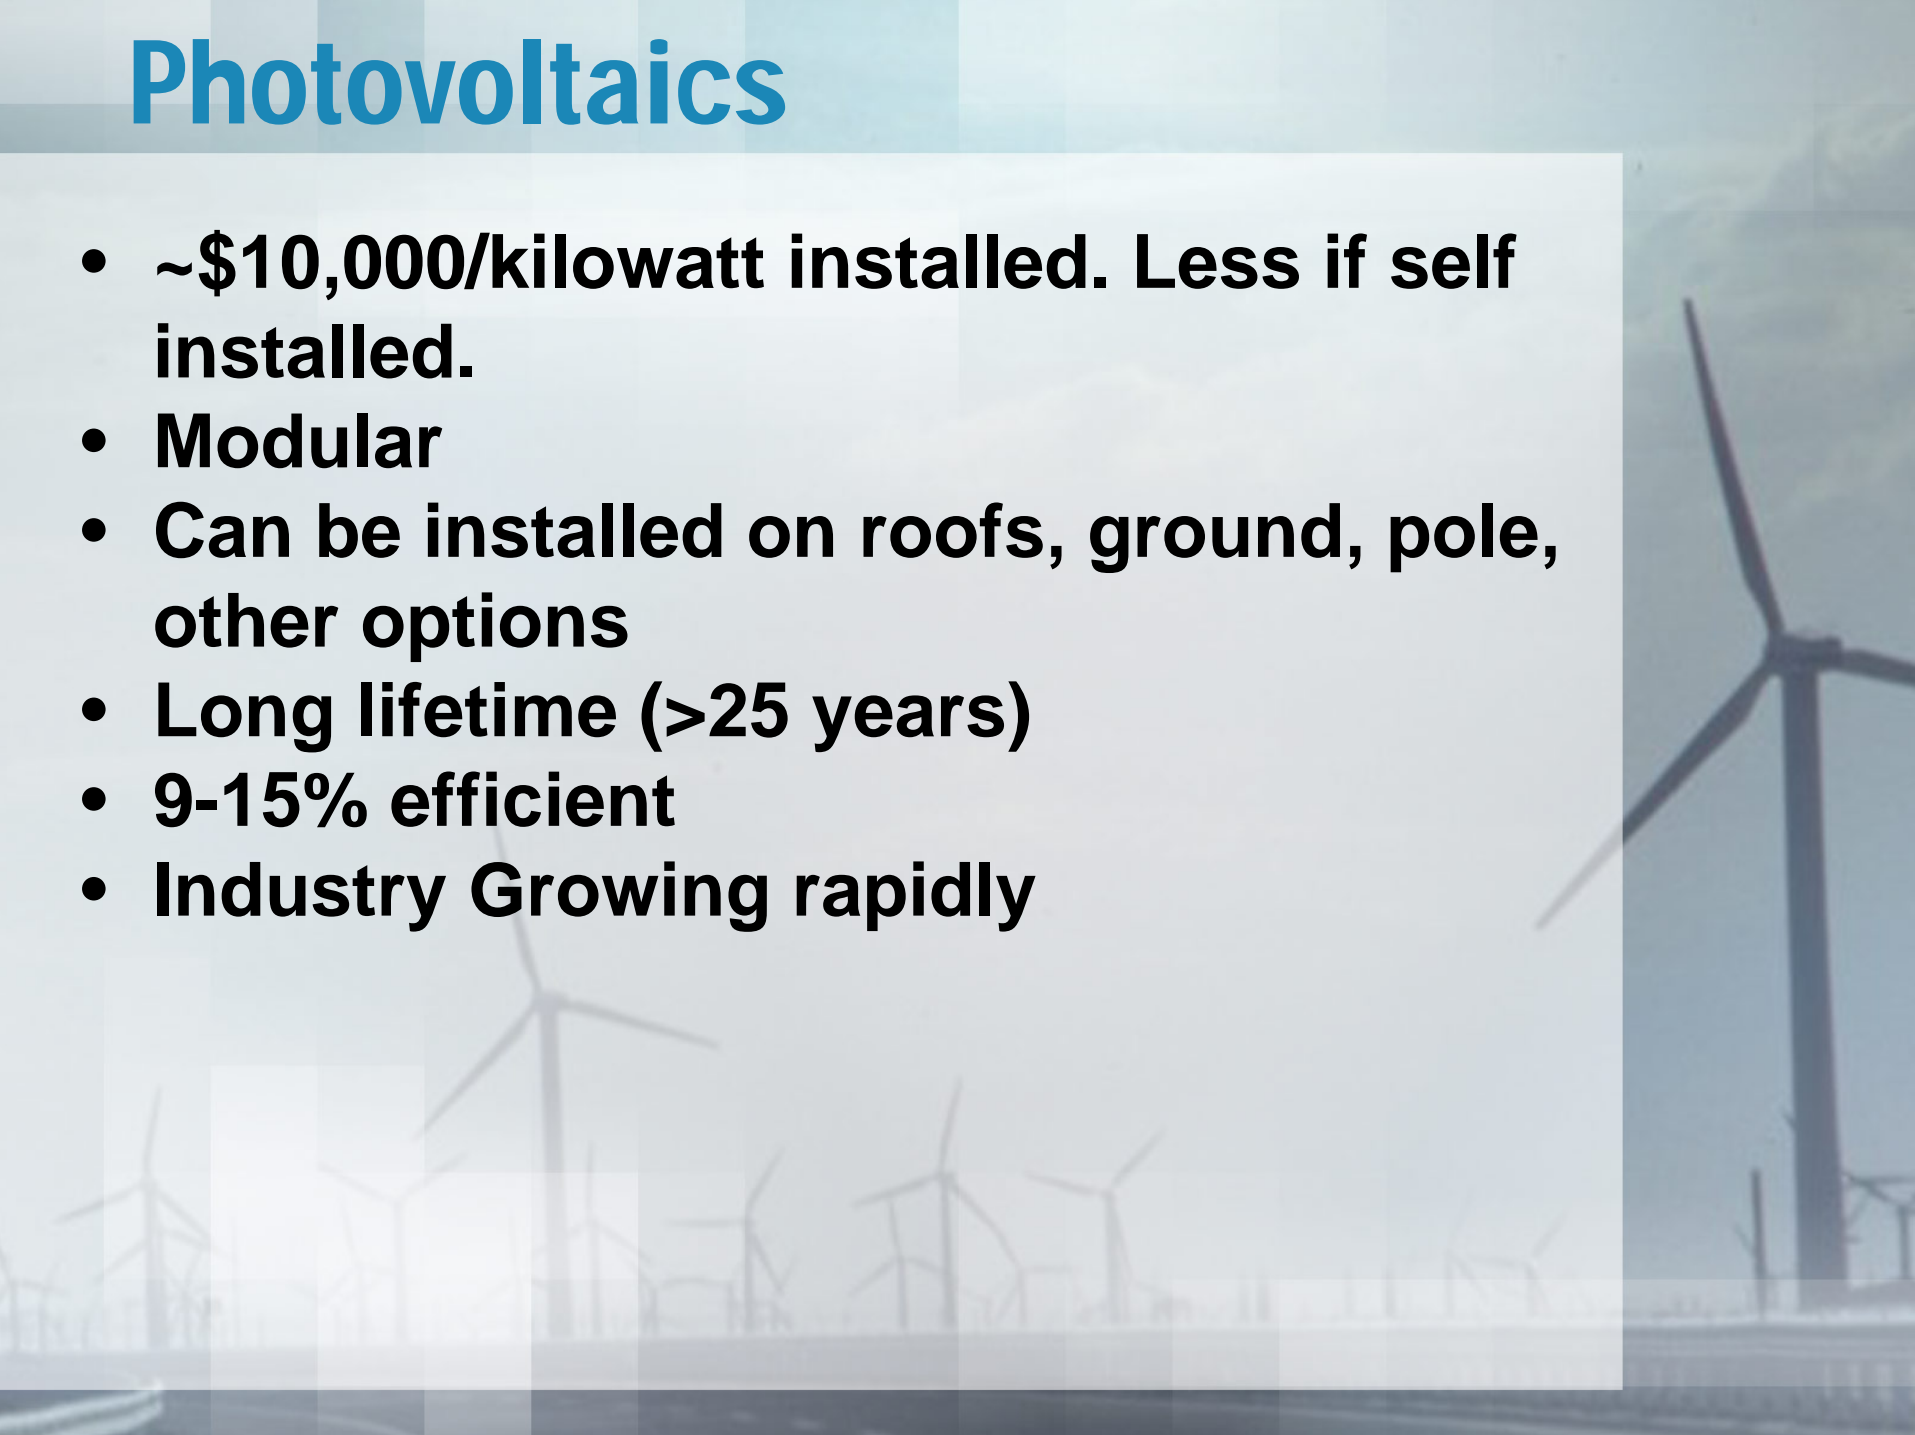 Photovoltaics
• ~$10,000/kilowatt installed. Less if self
installed.
• Modular
• Can be installed on roofs, ground, pole,
other options
• Long lifetime (>25 years)
• 9-15% efficient
• Industry Growing rapidly